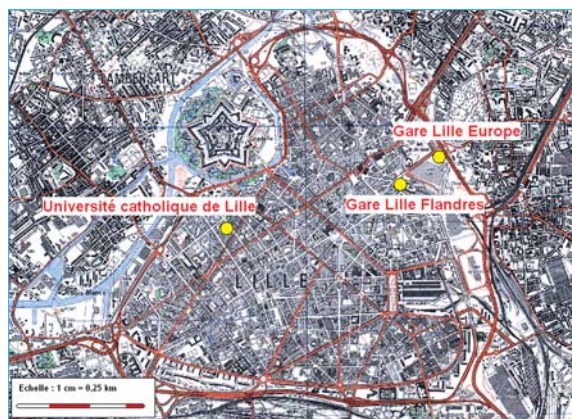 LAMBERSART
Gare Lille Europe
Gare Lille Flandres
Université catholique de Lille
LILLE
Echelle : 1 cm = 0,25 km